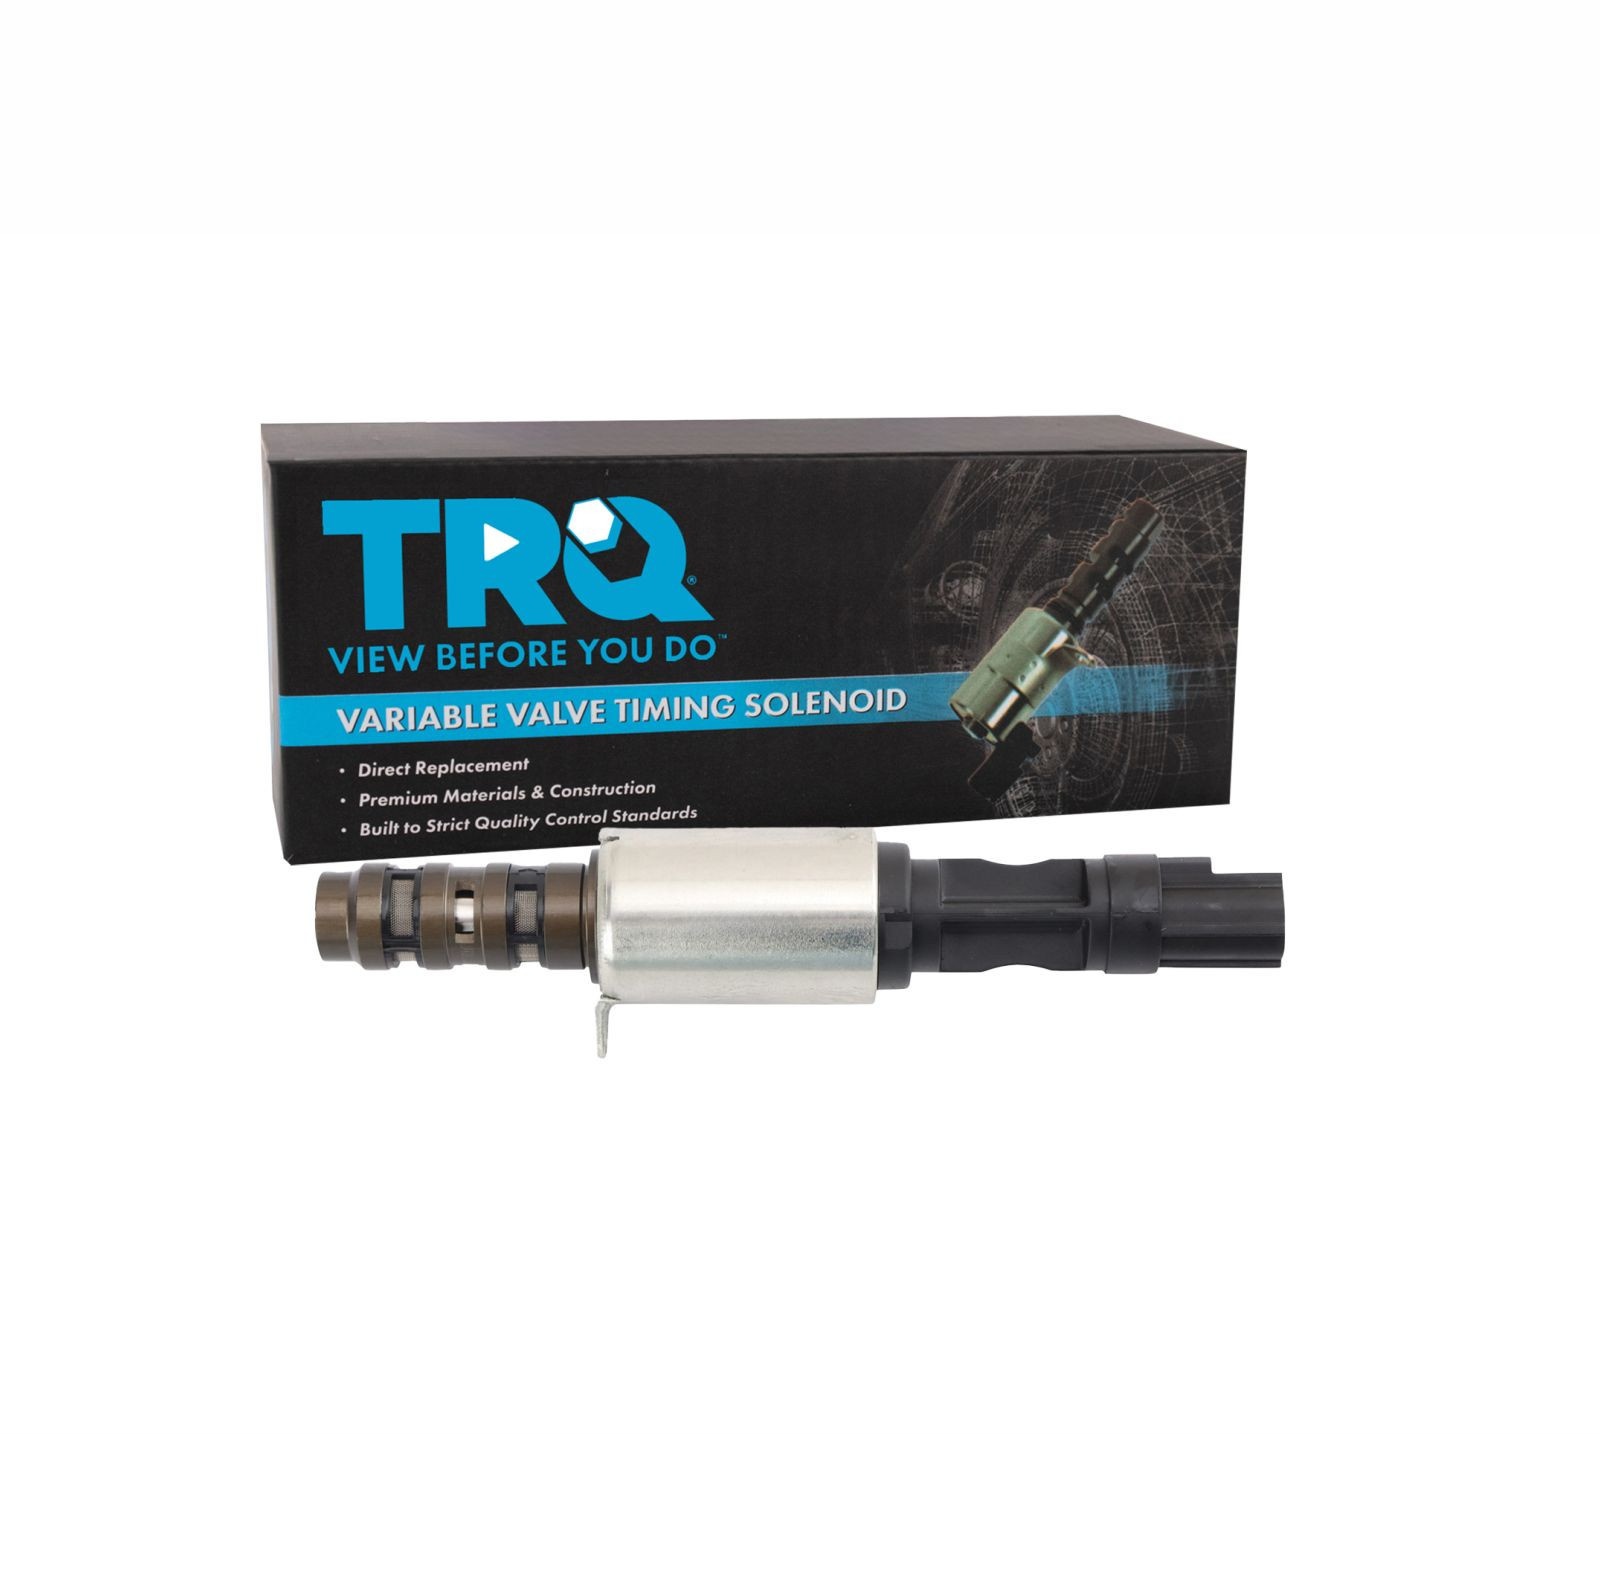 TRQ®
VIEW BEFORE YOU DO™
VARIABLE VALVE TIMING SOLENOID
• Direct Replacement
• Premium Materials & Construction
• Built to Strict Quality Control Standards